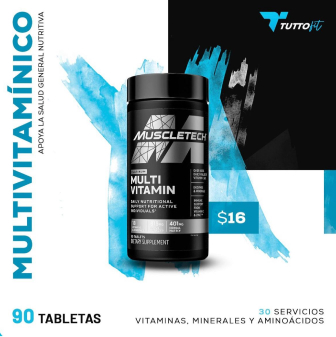 TUTTOfit
MULTIVITAMÍNICO
APOYA LA SALUD GENERAL NUTRITIVA
MUSCLETECH
MULTI
VITAMIN
DAILY NUTRITIONAL
SUPPORT FOR ACTIVE
INDIVIDUALS
401MG
DIETARY SUPPLEMENT
$16
90 TABLETAS
30 SERVICIOS
VITAMINAS, MINERALES Y AMINOÁCIDOS